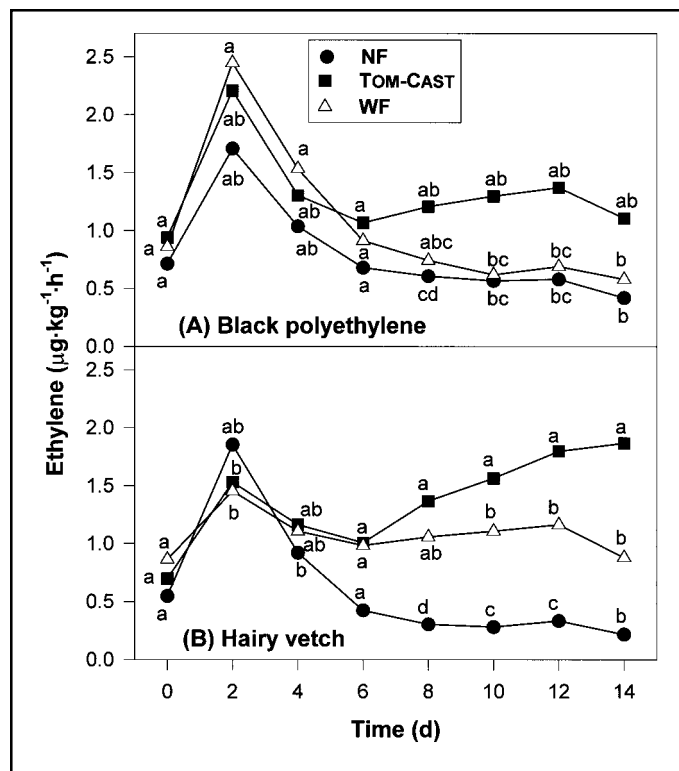 NF
TOM-CAST
WF
Ethylene (µg·kg⁻¹·h⁻¹)
2.5
2.0
1.5
1.0
0.5
0.0
a a
a ab a ab ab ab
a ab a ab ab abc bc bc b
a ab ab a cd bc bc b
(A) Black polyethylene
2.5
2.0
1.5
1.0
0.5
0.0
ab a a
b a a
a b ab a b b
a ab a ab b
a b a d c c b
(B) Hairy vetch
0 2 4 6 8 10 12 14
Time (d)